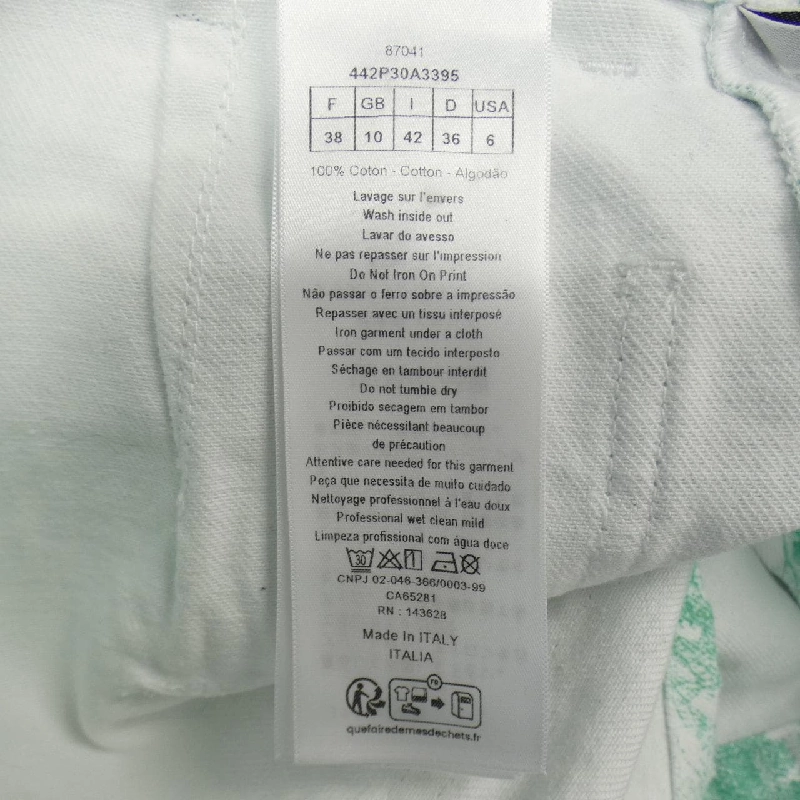 87041
442P30A3395
F GB I D USA
38 10 42 36 6
100% Coton - Cotton - Algodão
Lavage sur l'envers
Wash inside out
Lavar do avesso
Ne pas repasser sur l'impression
Do Not Iron On Print
Não passar o ferro sobre a impressão
Repasser avec un tissu interposé
Iron garment under a cloth
Passar com um tecido interposto
Séchage en tambour interdit
Do not tumble dry
Proibido secagem em tambor
Pièce nécessitant beaucoup
de précaution
Attentive care needed for this garment
Peça que necessita de muito cuidado
Nettoyage professionnel à l'eau doux
Professional wet clean mild
Limpeza profissional com água doce
30
CNPJ 02-046-366/0003-99
CA65281
RN : 143628
Made In ITALY
ITALIA
FR
quefairedemesdechets.fr